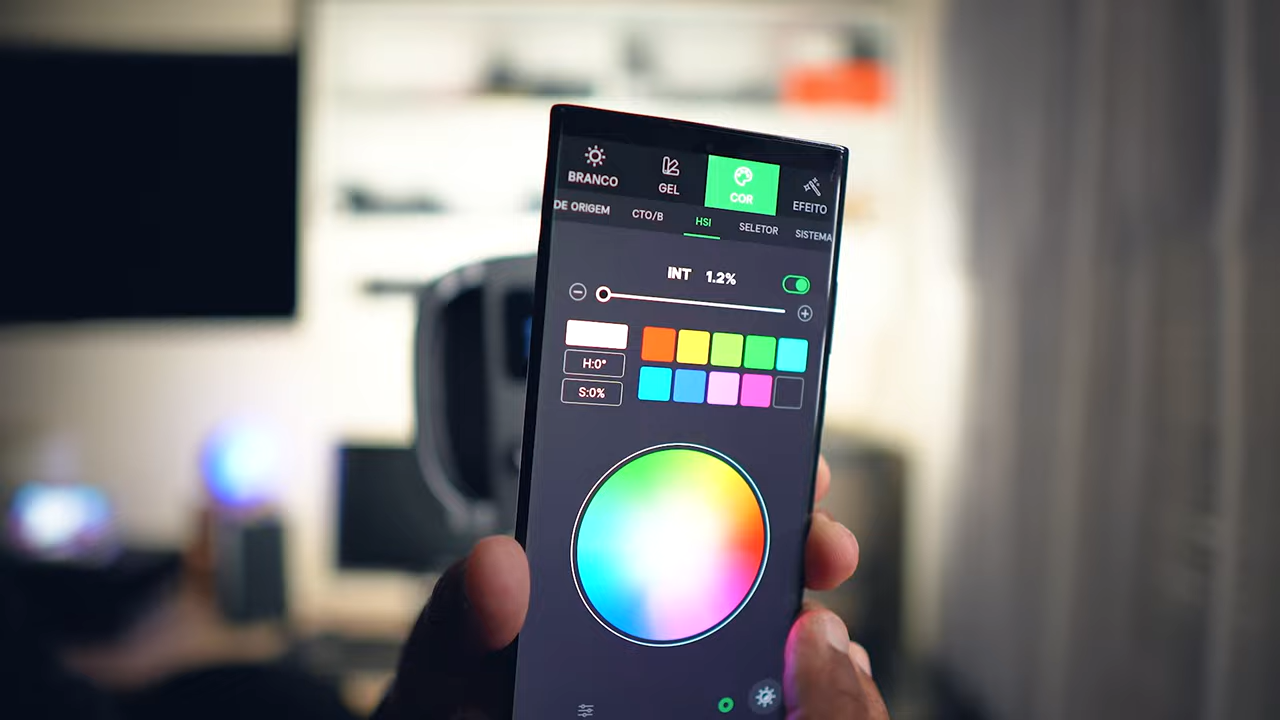 BRANCO GEL COR EFEITO
DE ORIGEM CTO/B HSI SELETOR SISTEMA
INT 1.2%
H:0°
S:0%